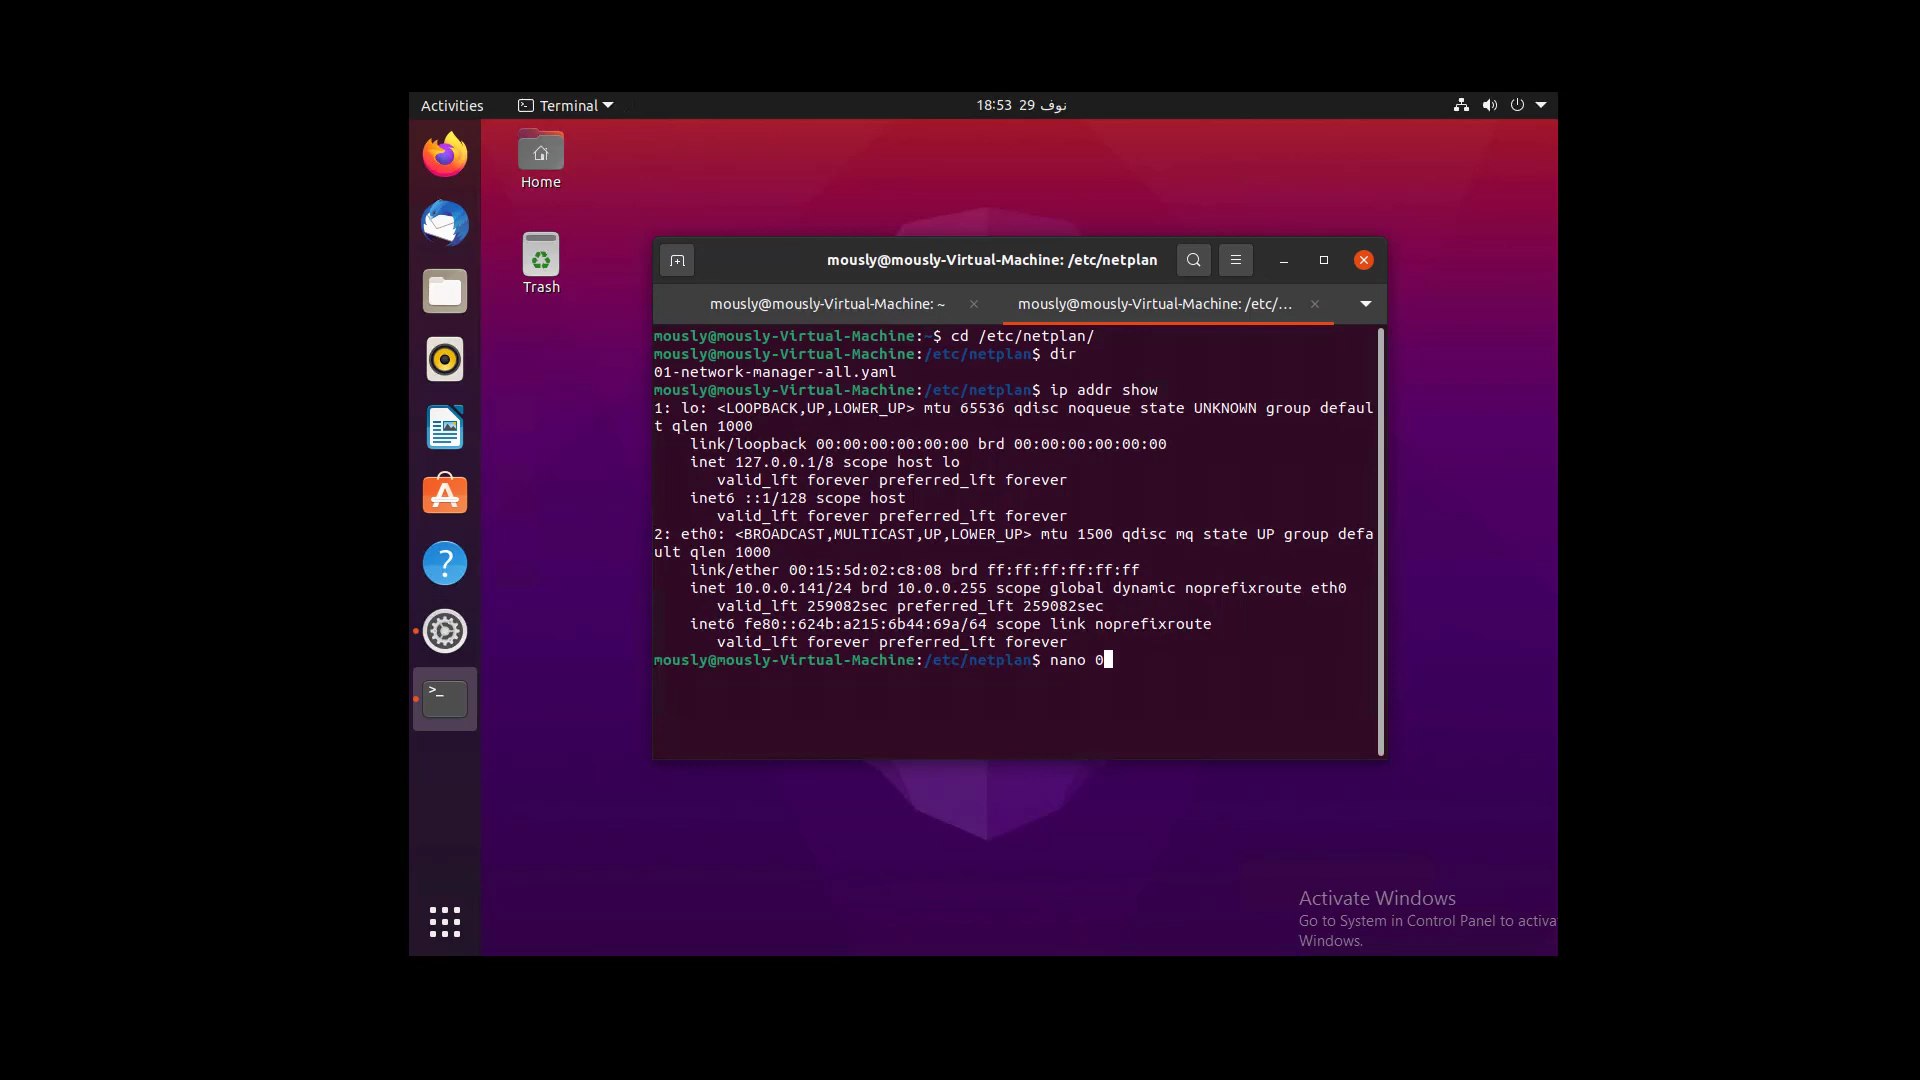 Activities
Terminal
18:53 29 نوف
Home
Trash
mously@mously-Virtual-Machine: /etc/netplan
mously@mously-Virtual-Machine: ~
mously@mously-Virtual-Machine: /etc/...
mously@mously-Virtual-Machine:~$ cd /etc/netplan/
mously@mously-Virtual-Machine:/etc/netplan$ dir
01-network-manager-all.yaml
mously@mously-Virtual-Machine:/etc/netplan$ ip addr show
1: lo: <LOOPBACK,UP,LOWER_UP> mtu 65536 qdisc noqueue state UNKNOWN group defaul
t qlen 1000
link/loopback 00:00:00:00:00:00 brd 00:00:00:00:00:00
inet 127.0.0.1/8 scope host lo
valid_lft forever preferred_lft forever
inet6 ::1/128 scope host
valid_lft forever preferred_lft forever
2: eth0: <BROADCAST,MULTICAST,UP,LOWER_UP> mtu 1500 qdisc mq state UP group defa
ult qlen 1000
link/ether 00:15:5d:02:c8:08 brd ff:ff:ff:ff:ff:ff
inet 10.0.0.141/24 brd 10.0.0.255 scope global dynamic noprefixroute eth0
valid_lft 259082sec preferred_lft 259082sec
inet6 fe80::624b:a215:6b44:69a/64 scope link noprefixroute
valid_lft forever preferred_lft forever
mously@mously-Virtual-Machine:/etc/netplan$ nano 0
Activate Windows
Go to System in Control Panel to activa
Windows.